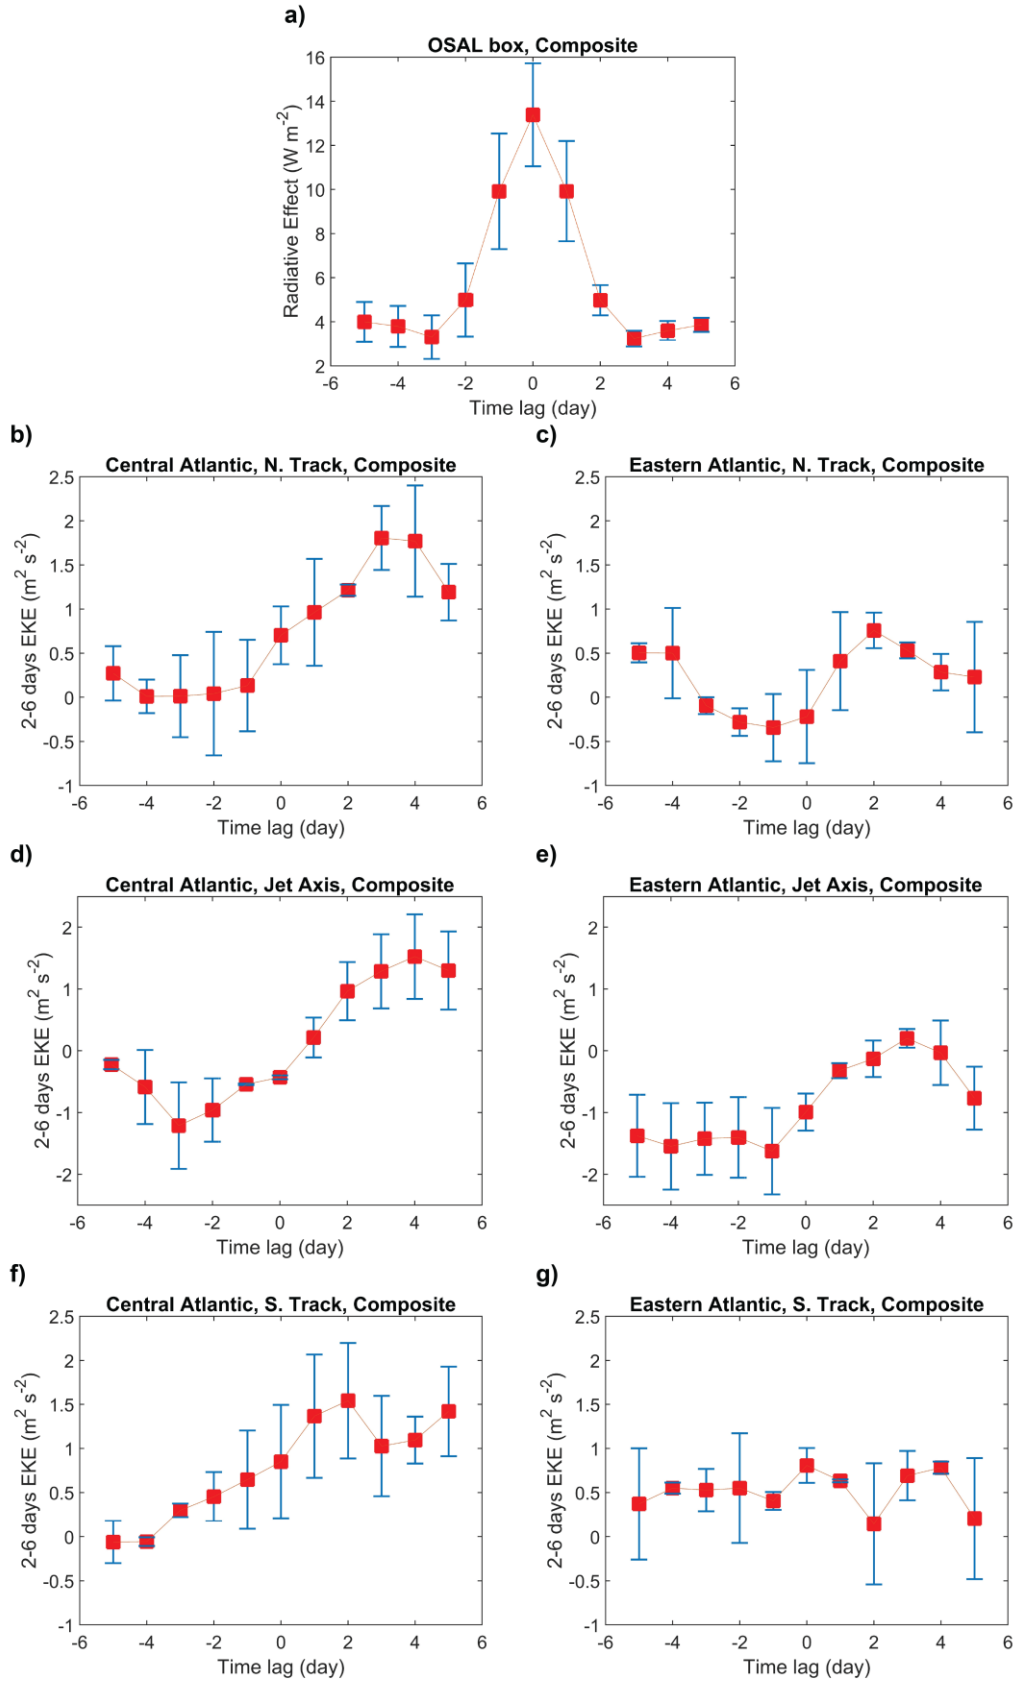 a)
OSAL box, Composite
Radiative Effect (W m⁻²)
16
14
12
10
8
6
4
2
-6 -4 -2 0 2 4 6
Time lag (day)
b)
Central Atlantic, N. Track, Composite
2-6 days EKE (m² s⁻²)
2.5
2
1.5
1
0.5
0
-0.5
-1
-6 -4 -2 0 2 4 6
Time lag (day)
c)
Eastern Atlantic, N. Track, Composite
2-6 days EKE (m² s⁻²)
2.5
2
1.5
1
0.5
0
-0.5
-1
-6 -4 -2 0 2 4 6
Time lag (day)
d)
Central Atlantic, Jet Axis, Composite
2-6 days EKE (m² s⁻²)
2
1
0
-1
-2
-6 -4 -2 0 2 4 6
Time lag (day)
e)
Eastern Atlantic, Jet Axis, Composite
2-6 days EKE (m² s⁻²)
2
1
0
-1
-2
-6 -4 -2 0 2 4 6
Time lag (day)
f)
Central Atlantic, S. Track, Composite
2-6 days EKE (m² s⁻²)
2.5
2
1.5
1
0.5
0
-0.5
-1
-6 -4 -2 0 2 4 6
Time lag (day)
g)
Eastern Atlantic, S. Track, Composite
2-6 days EKE (m² s⁻²)
2.5
2
1.5
1
0.5
0
-0.5
-1
-6 -4 -2 0 2 4 6
Time lag (day)